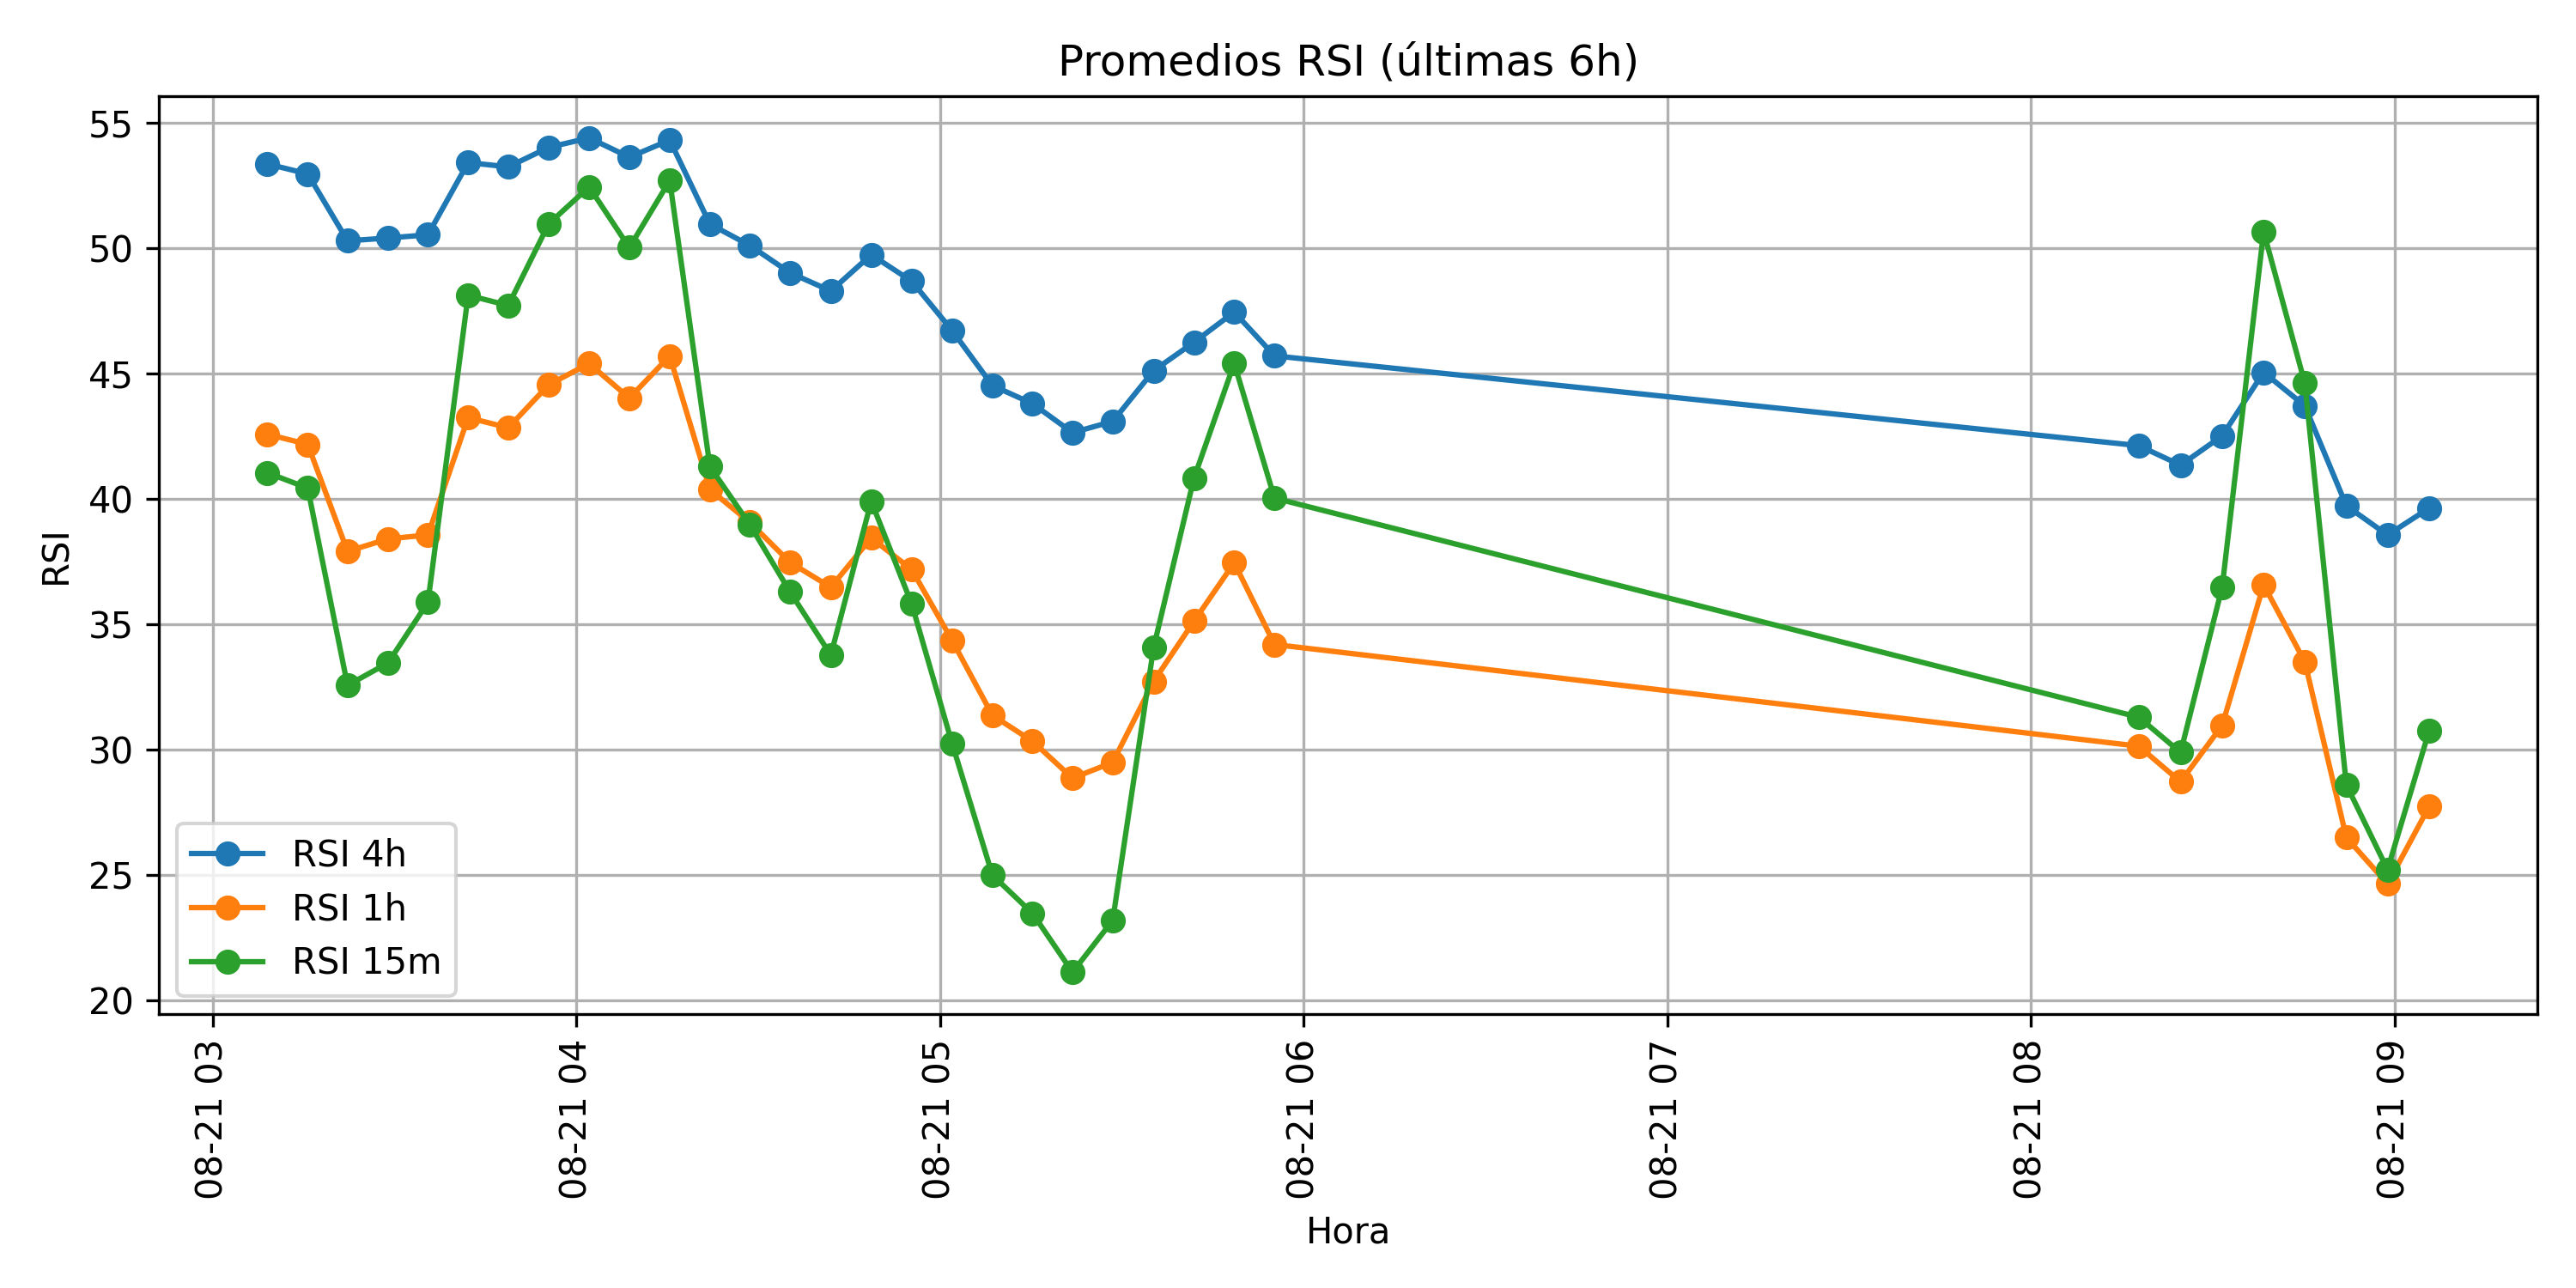 Promedios RSI (últimas 6h)
RSI
55
50
45
40
35
30
25
20
RSI 4h
RSI 1h
RSI 15m
08-21 03
08-21 04
08-21 05
08-21 06
08-21 07
08-21 08
08-21 09
Hora